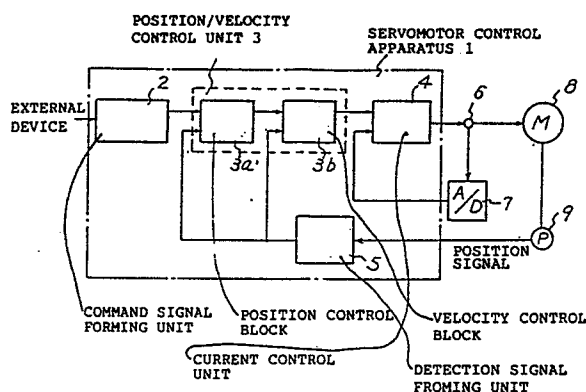 POSITION/VELOCITY
CONTROL UNIT 3
SERVOMOTOR CONTROL
APPARATUS 1
EXTERNAL
DEVICE
2
3a'
3b
4
6
8
M
A/D
7
9
P
POSITION
SIGNAL
5
COMMAND SIGNAL
FORMING UNIT
POSITION CONTROL
BLOCK
VELOCITY CONTROL
BLOCK
CURRENT CONTROL
UNIT
DETECTION SIGNAL
FROMING UNIT